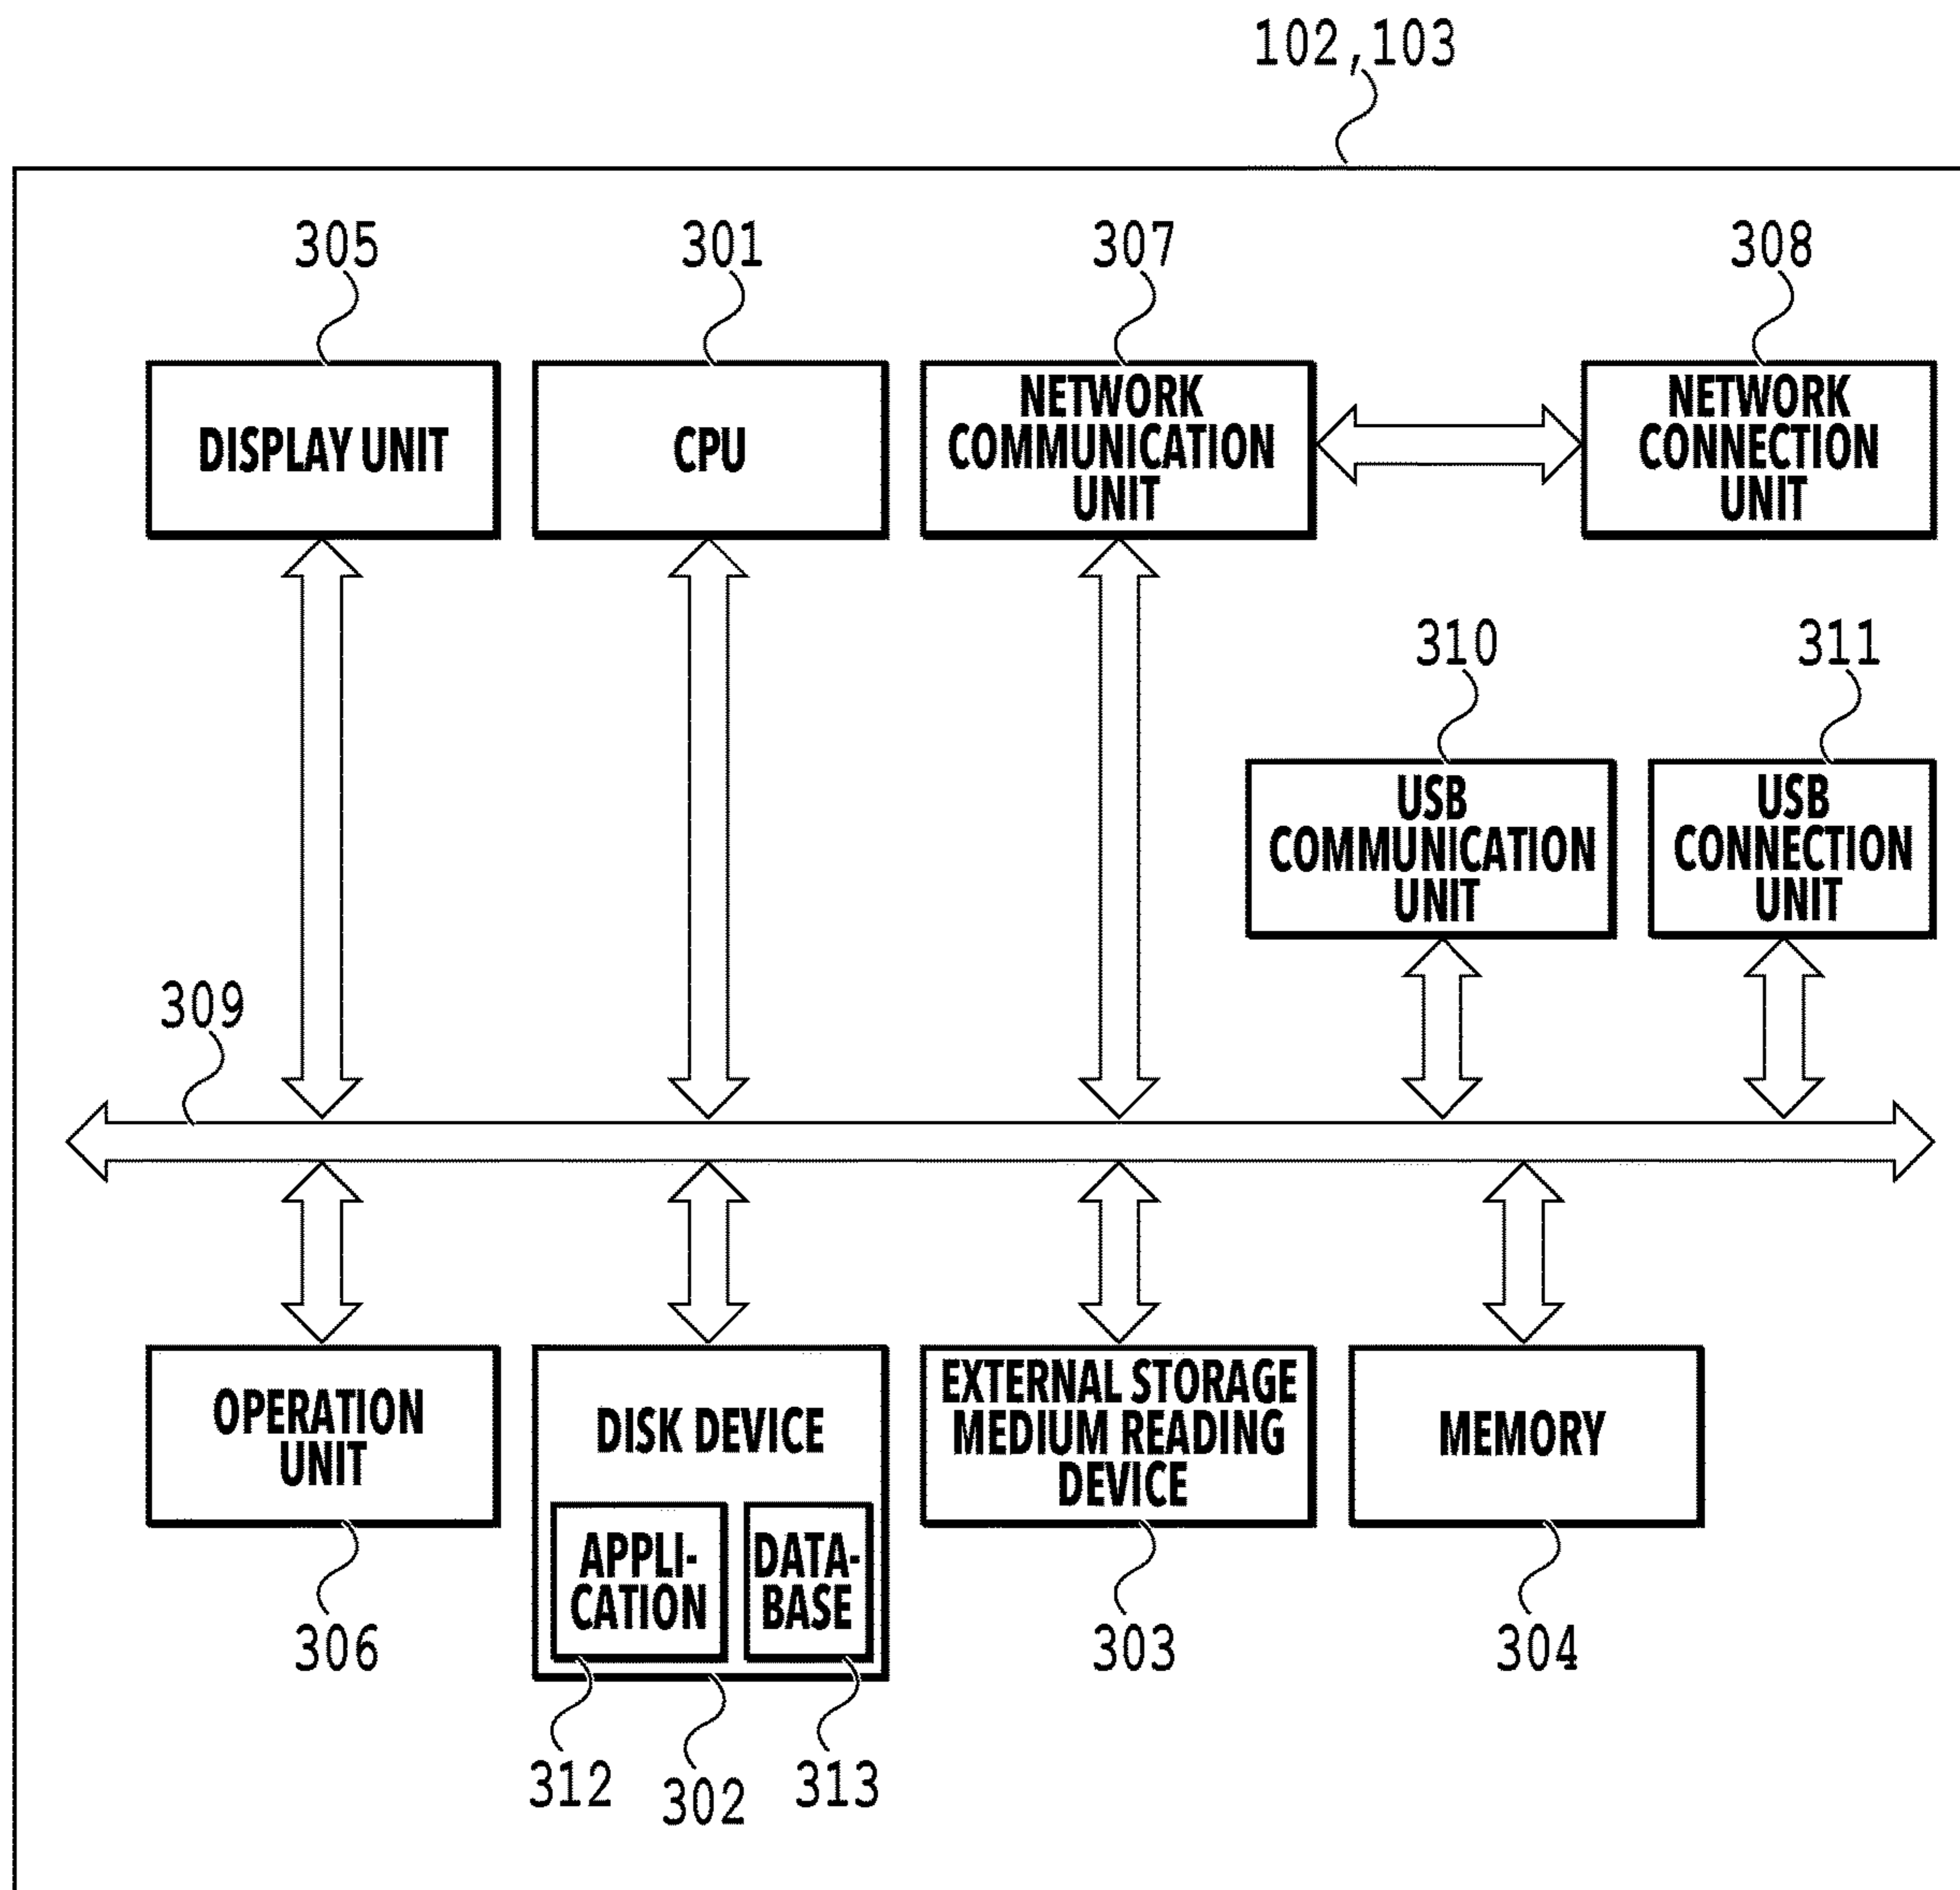 102,103
305
301
307
308
DISPLAY UNIT
CPU
NETWORK
COMMUNICATION
UNIT
NETWORK
CONNECTION
UNIT
310
311
USB
COMMUNICATION
UNIT
USB
CONNECTION
UNIT
309
OPERATION
UNIT
DISK DEVICE
APPLI-
CATION
DATA-
BASE
EXTERNAL STORAGE
MEDIUM READING
DEVICE
MEMORY
306
312
302
313
303
304